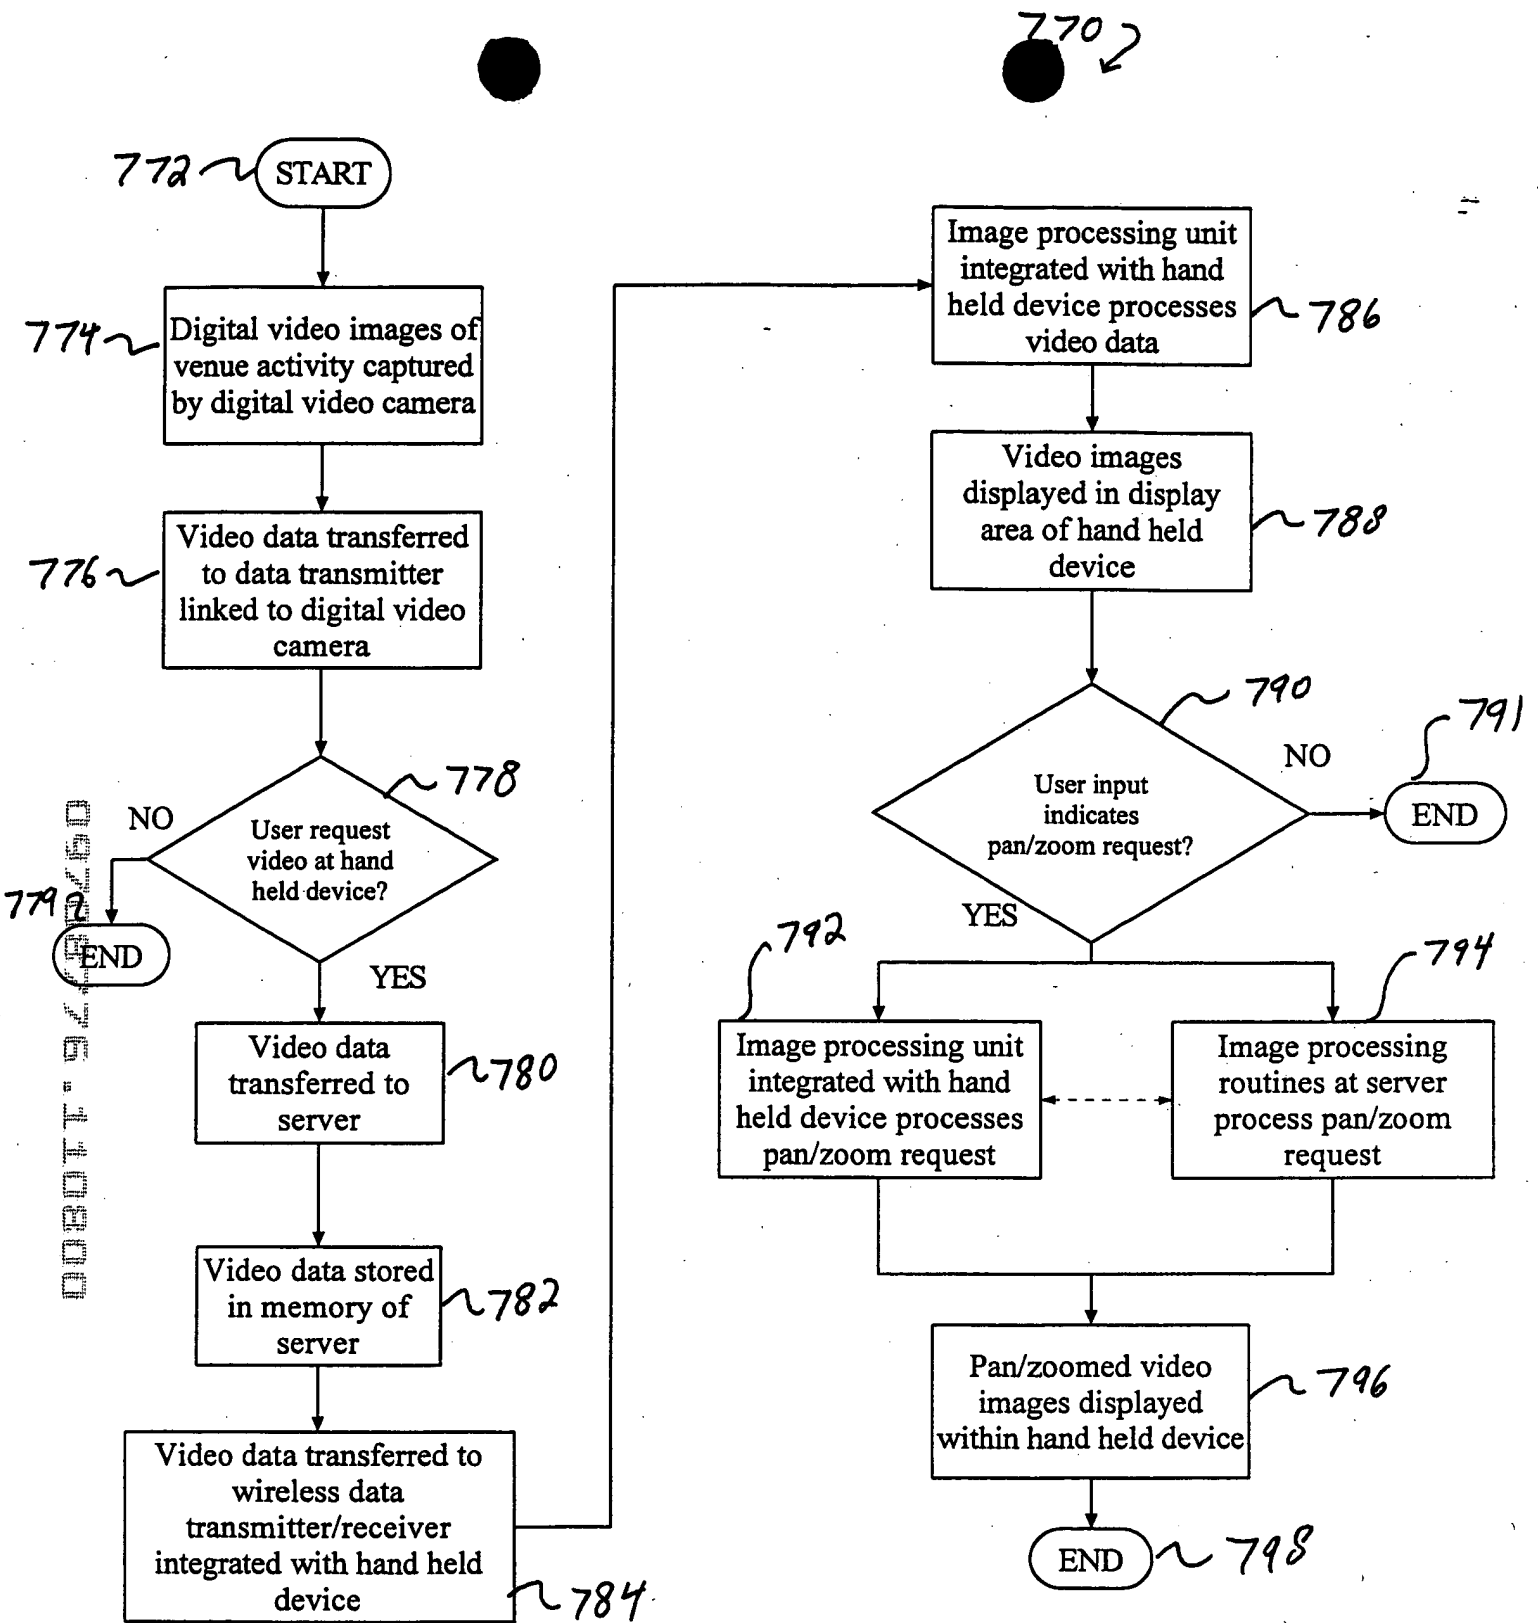 770
772
START
774
Digital video images of
venue activity captured
by digital video camera
776
Video data transferred
to data transmitter
linked to digital video
camera
778
NO
User request
video at hand
held device?
779
END
YES
Video data
transferred to
server
780
Video data stored
in memory of
server
782
Video data transferred to
wireless data
transmitter/receiver
integrated with hand held
device
784
Image processing unit
integrated with hand
held device processes
video data
786
Video images
displayed in display
area of hand held
device
788
790
791
NO
User input
indicates
pan/zoom request?
END
YES
792
794
Image processing unit
integrated with hand
held device processes
pan/zoom request
Image processing
routines at server
process pan/zoom
request
Pan/zoomed video
images displayed
within hand held device
796
END
798